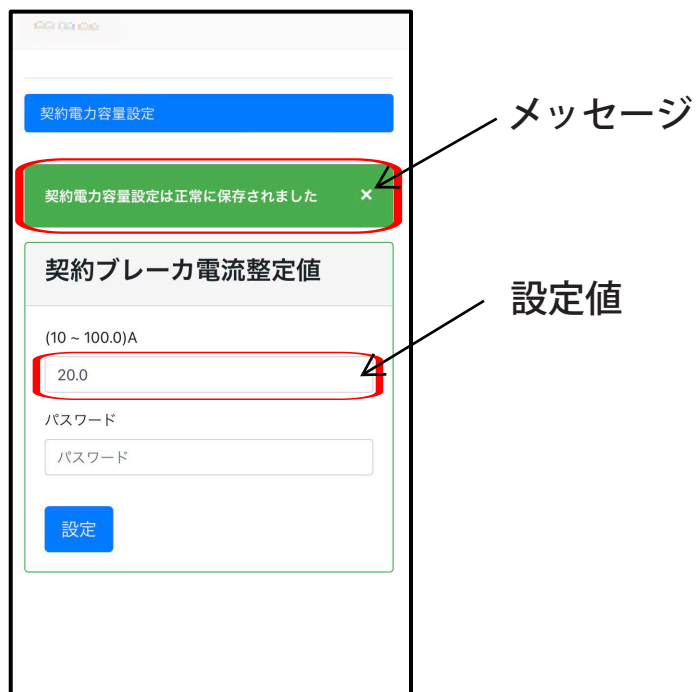 契約電力容量設定
メッセージ
契約電力容量設定は正常に保存されました ×
契約ブレーカ電流整定値
設定値
(10 ~ 100.0)A
20.0
パスワード
パスワード
設定